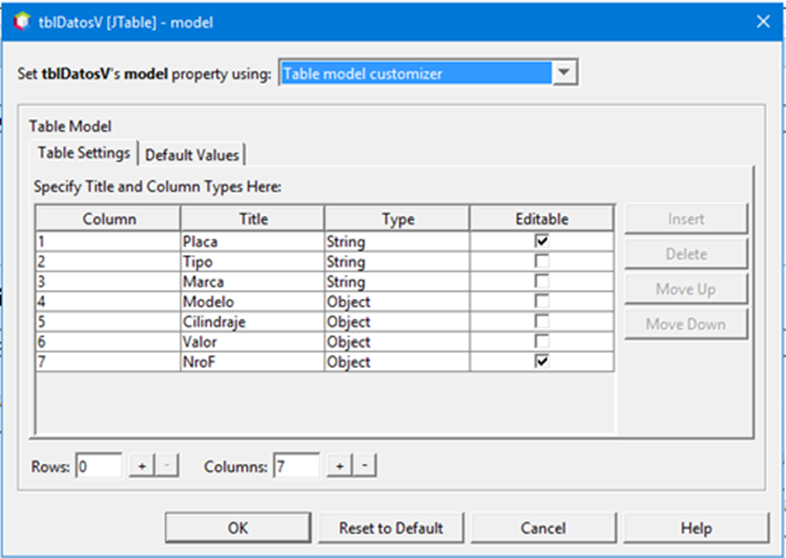 tblDatosV [JTable] - model
Set tblDatosV's model property using: Table model customizer
Table Model
Table Settings Default Values
Specify Title and Column Types Here:
Column Title Type Editable
1 Placa String
2 Tipo String
3 Marca String
4 Modelo Object
5 Cilindraje Object
6 Valor Object
7 NroF Object
Insert
Delete
Move Up
Move Down
Rows: 0 + - Columns: 7 + -
OK Reset to Default Cancel Help